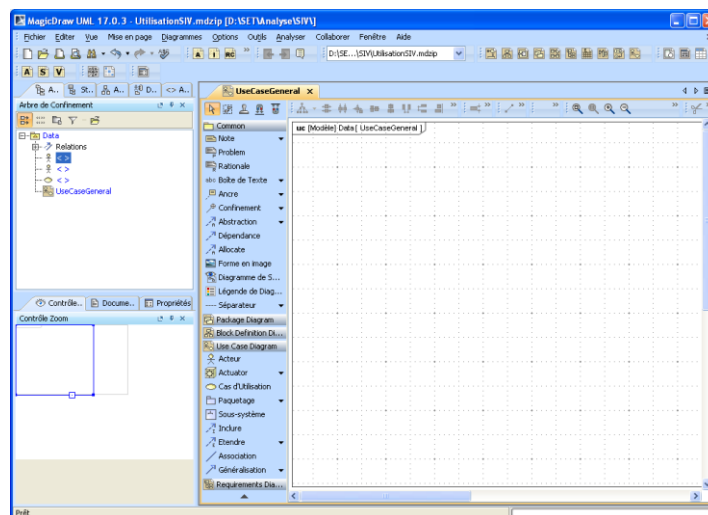 MagicDraw UML 17.0.3 - UtilisationSIV.mdzip [D:\SET\Analyse\SIV\]
Fichier Editer Vue Mise en page Diagrammes Options Outils Analyser Collaborer Fenêtre Aide
D:\SE...\SIV\UtilisationSIV.mdzip
A.. St.. A.. D.. <> A..
UseCaseGeneral
Arbre de Confinement
Data
Relations
< >
< >
< >
UseCaseGeneral
Contrôle.. Docume.. Propriétés
Contrôle Zoom
Common
Note
Problem
Rationale
abc Boîte de Texte
Ancre
Confinement
Abstraction
Dépendance
Allocate
Forme en image
Diagramme de S...
Légende de Diag...
Séparateur
Package Diagram
Block Definition Di...
Use Case Diagram
Acteur
Actuator
Cas d'Utilisation
Paquetage
Sous-système
Inclure
Etendre
Association
Généralisation
Requirements Dia...
uc [Modèle] Data[ UseCaseGeneral ]
Prêt